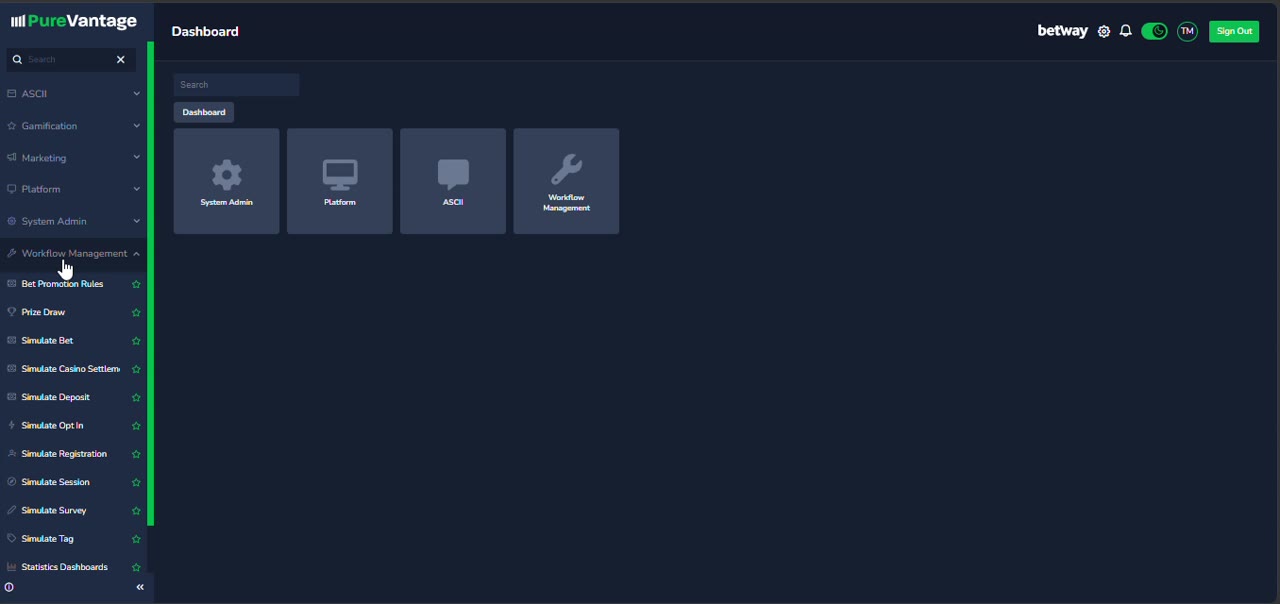 PureVantage
Dashboard
betway
TM
Sign Out
Search
ASCII
Gamification
Marketing
Platform
System Admin
Workflow Management
Bet Promotion Rules
Prize Draw
Simulate Bet
Simulate Casino Settlem
Simulate Deposit
Simulate Opt In
Simulate Registration
Simulate Session
Simulate Survey
Simulate Tag
Statistics Dashboards
Search
Dashboard
System Admin
Platform
ASCII
Workflow
Management